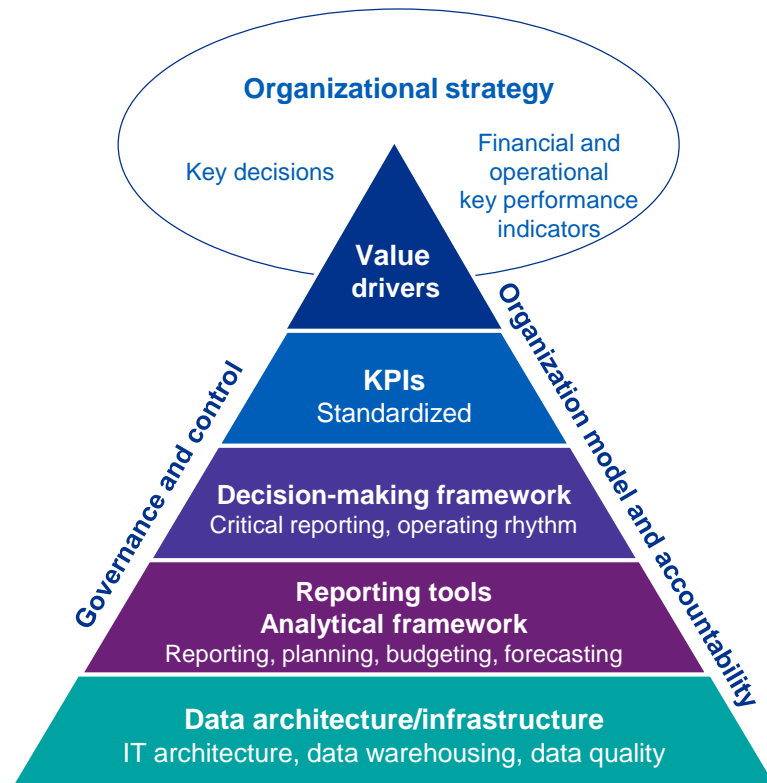 Organizational strategy
Key decisions
Financial and
operational
key performance
indicators
Value
drivers
KPIs
Standardized
Decision-making framework
Critical reporting, operating rhythm
Reporting tools
Analytical framework
Reporting, planning, budgeting, forecasting
Data architecture/infrastructure
IT architecture, data warehousing, data quality
Governance and control
Organization model and accountability